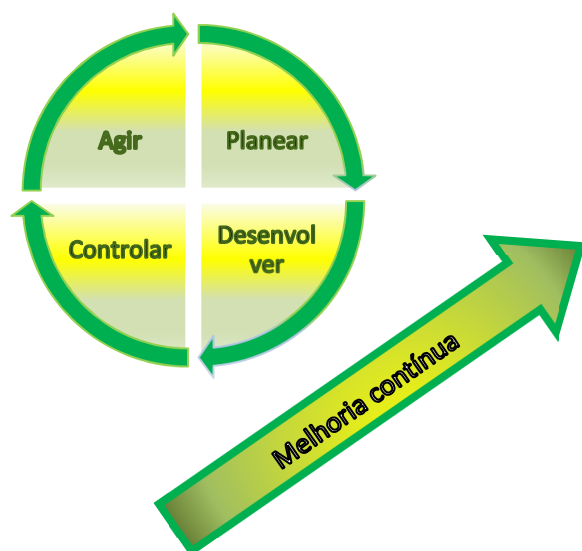 Agir
Planear
Controlar
Desenvol
ver
Melhoria contínua